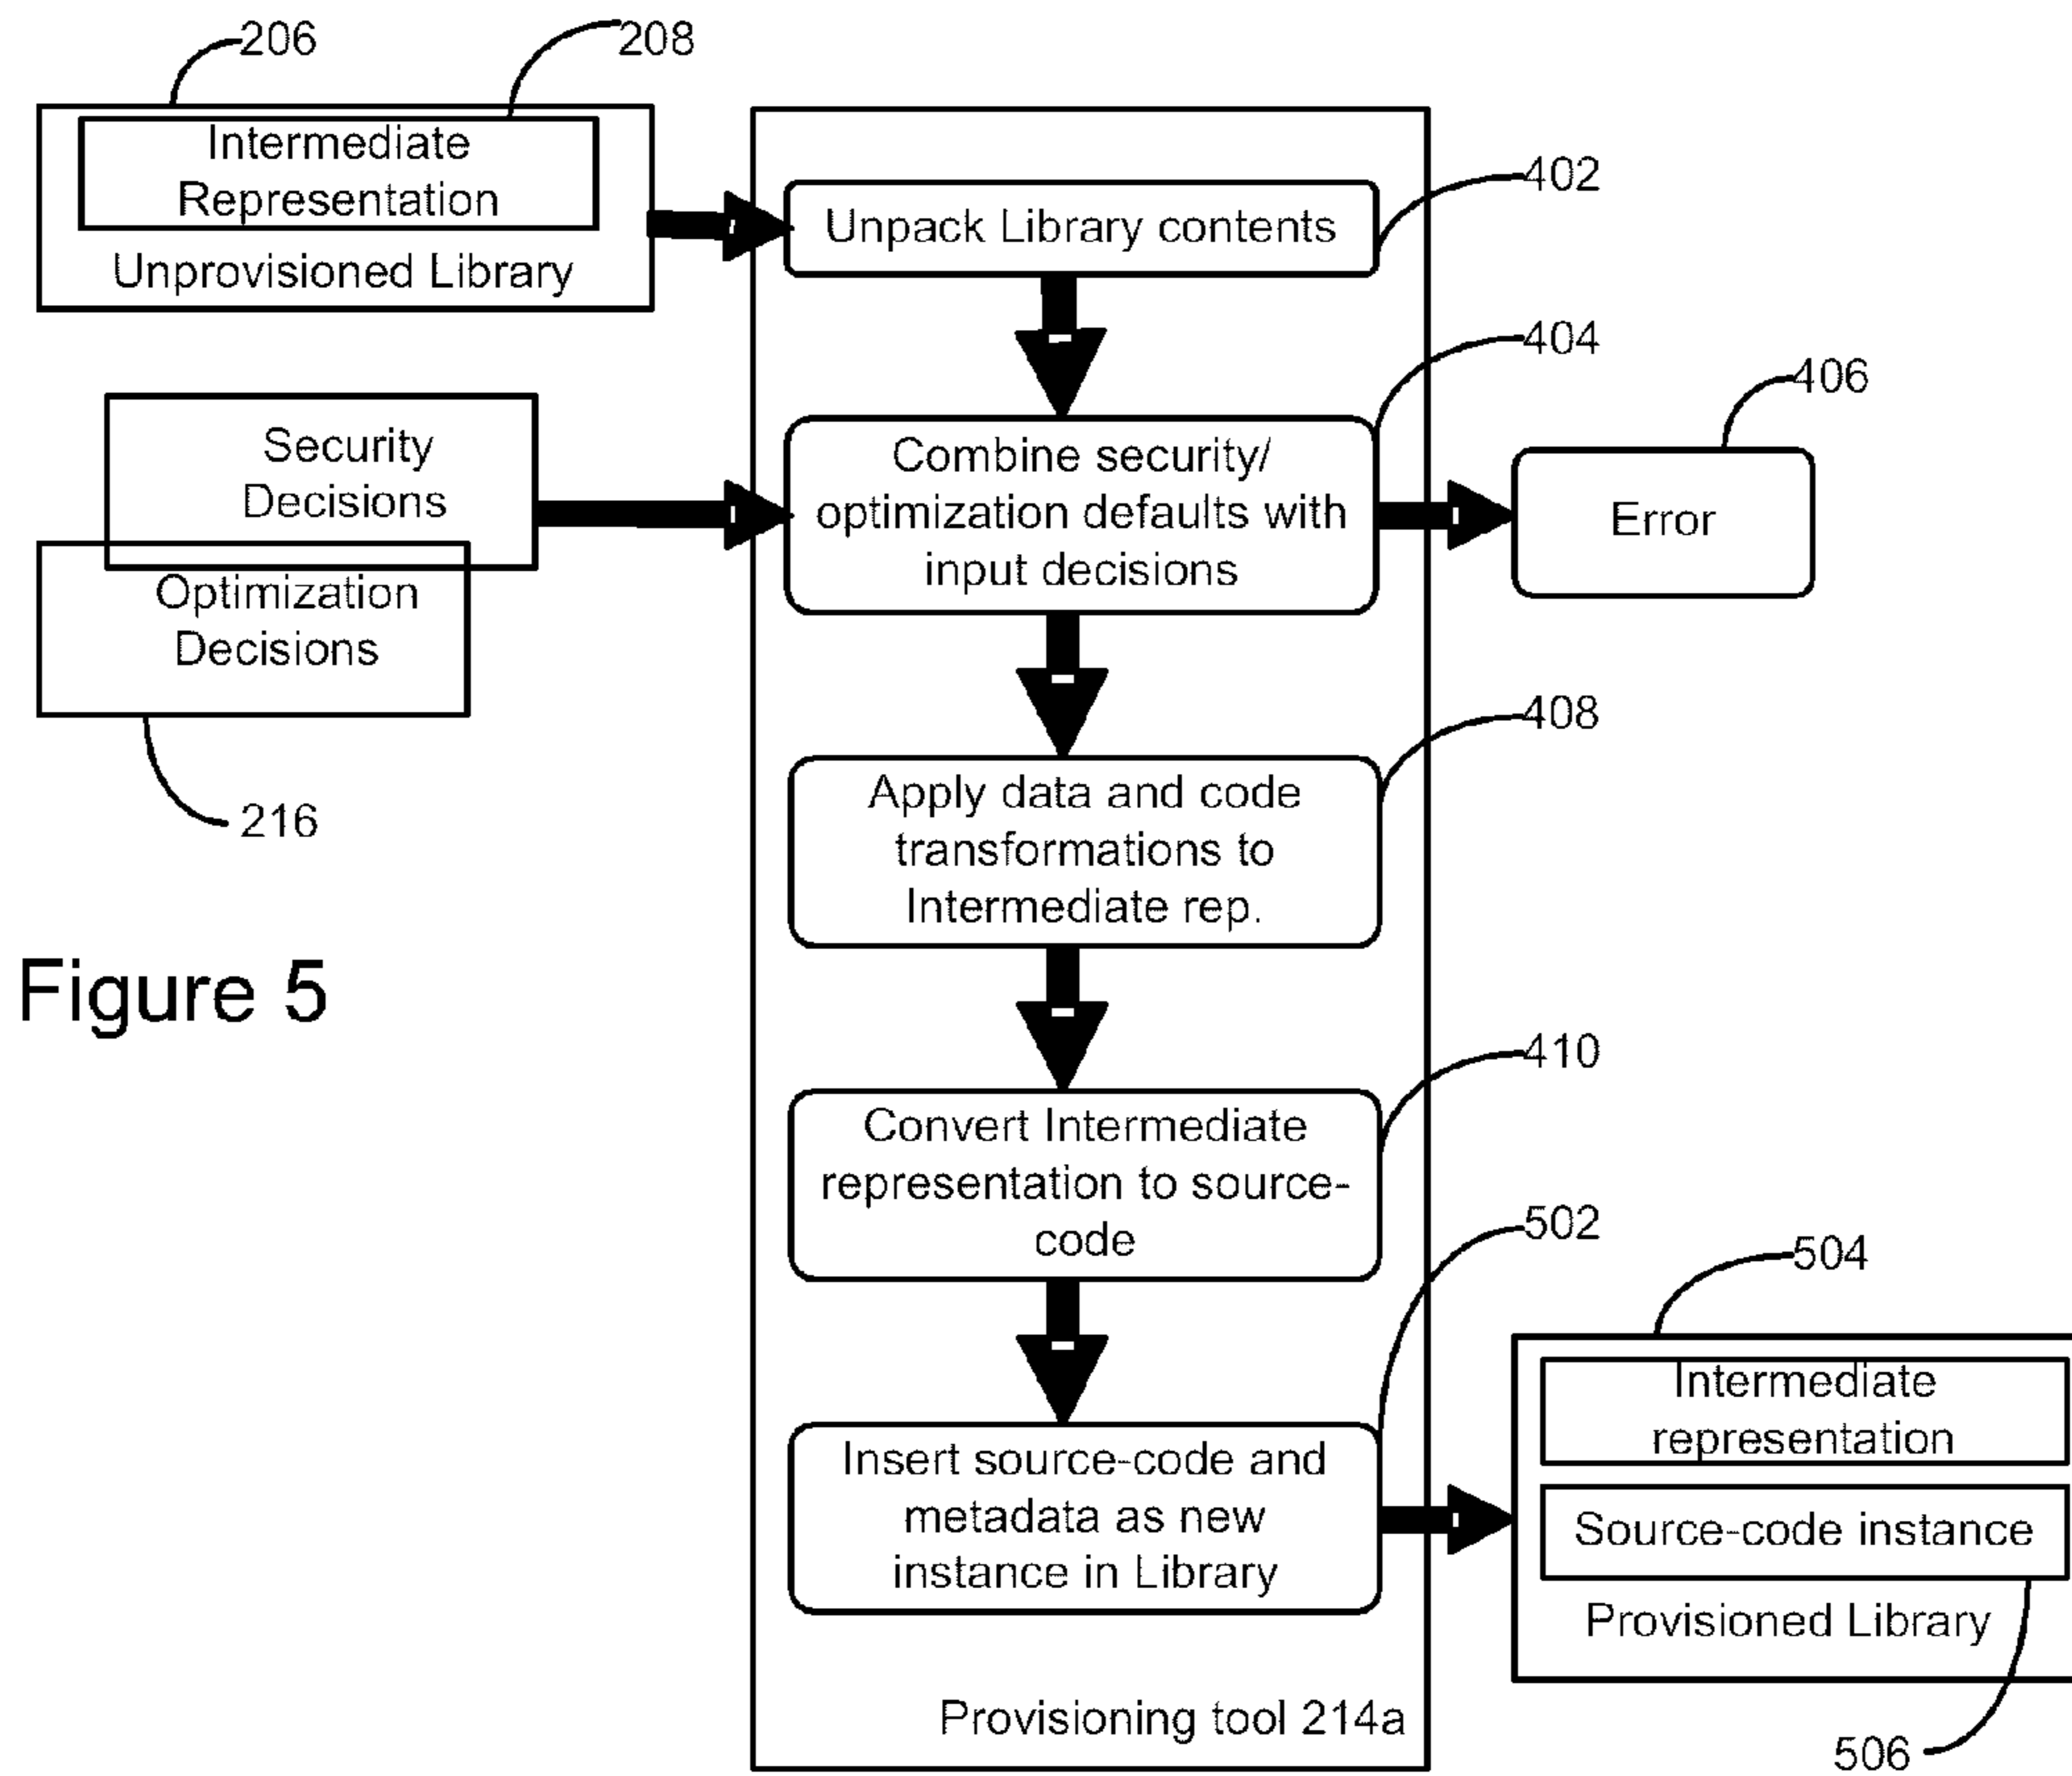 206
208
Intermediate
Representation
Unprovisioned Library
Unpack Library contents
402
404
406
Security
Decisions
Optimization
Decisions
216
Combine security/
optimization defaults with
input decisions
Error
408
Apply data and code
transformations to
Intermediate rep.
Figure 5
410
Convert Intermediate
representation to source-
code
502
504
Insert source-code and
metadata as new
instance in Library
Intermediate
representation
Source-code instance
Provisioned Library
Provisioning tool 214a
506